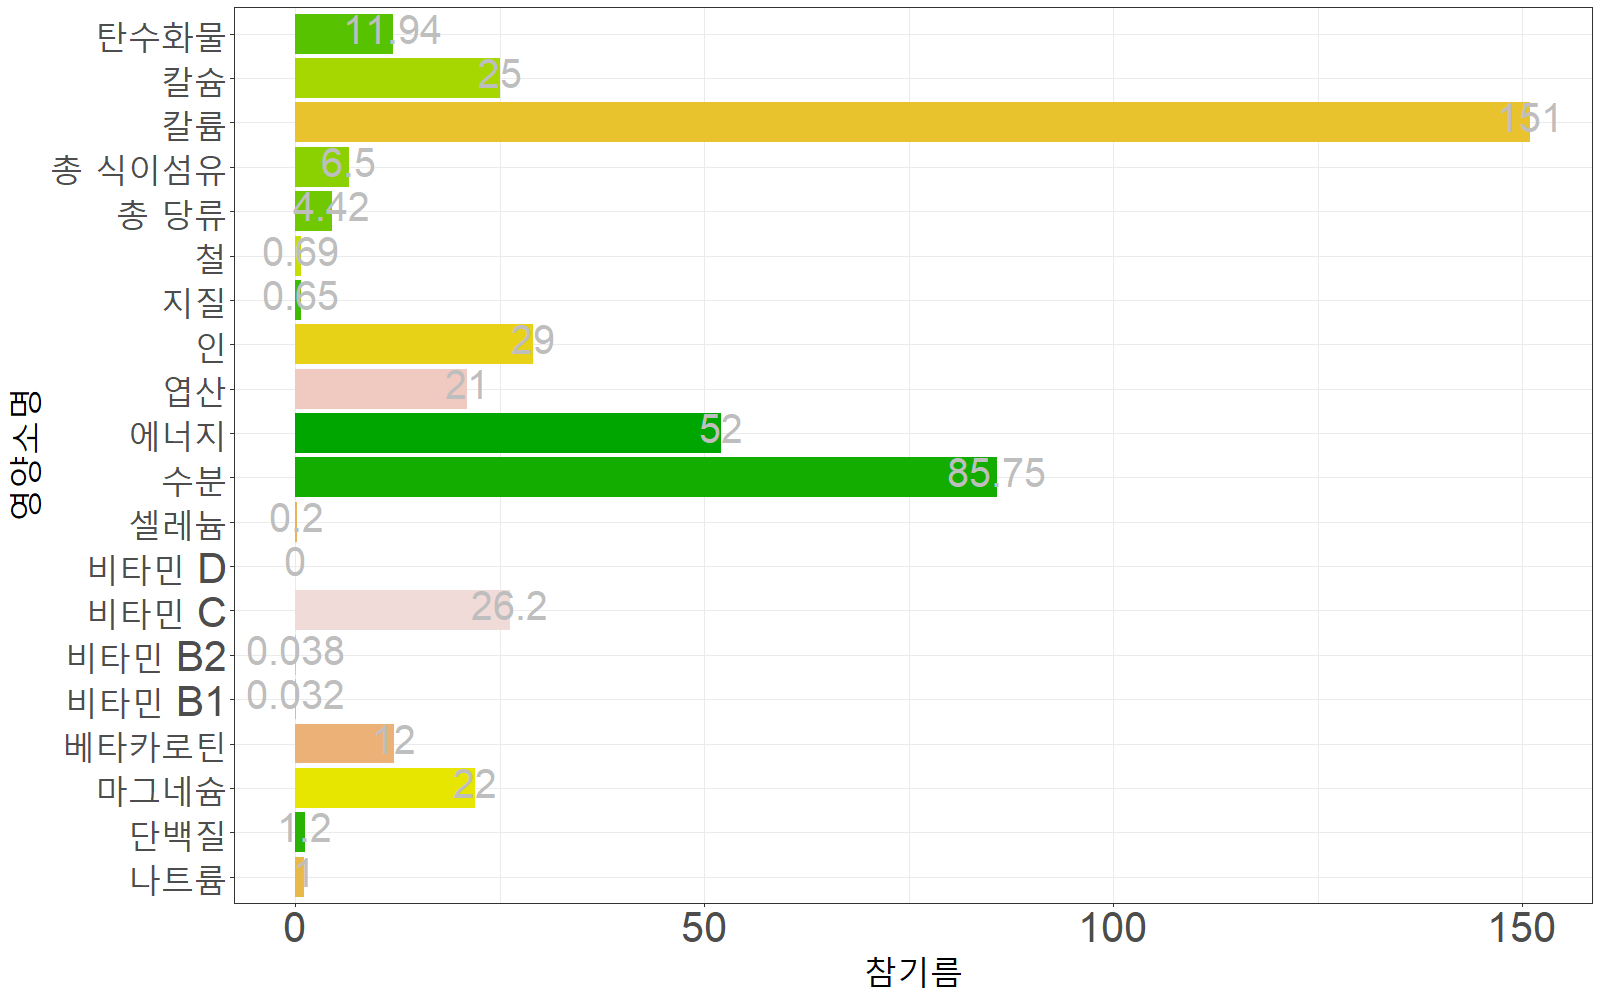 탄수화물 11.94
칼슘 25
칼륨 151
총 식이섬유 6.5
총 당류 4.42
철 0.69
지질 0.65
인 29
엽산 21
에너지 52
수분 85.75
셀레늄 0.2
비타민 D 0
비타민 C 26.2
비타민 B2 0.038
비타민 B1 0.032
베타카로틴 12
마그네슘 22
단백질 1.2
나트륨 1
영양소명
0 50 100 150
참기름